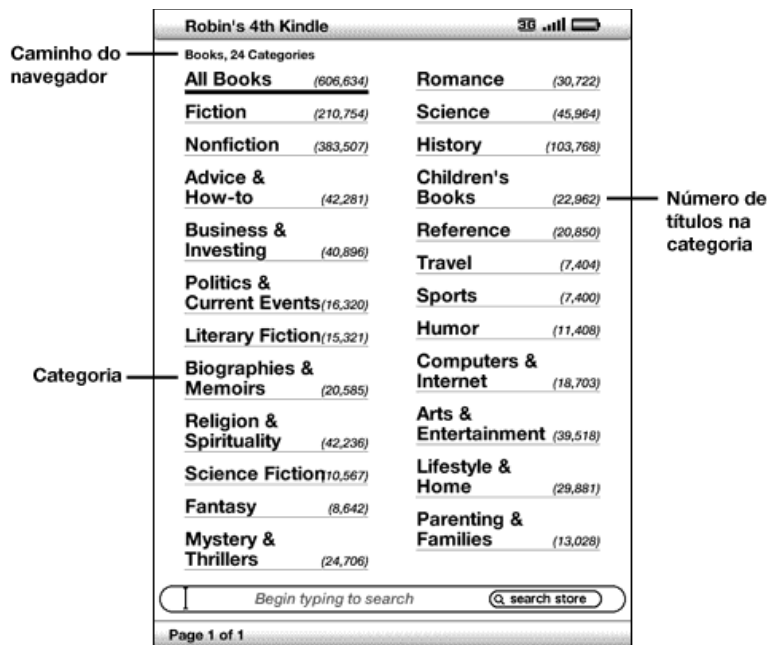 Robin's 4th Kindle
3G
Caminho do
navegador
Books, 24 Categories
All Books (606,634)
Fiction (210,754)
Nonfiction (383,507)
Advice &
How-to (42,281)
Business &
Investing (40,896)
Politics &
Current Events (16,320)
Literary Fiction (15,321)
Categoria
Biographies &
Memoirs (20,585)
Religion &
Spirituality (42,236)
Science Fiction 10,567)
Fantasy (8,642)
Mystery &
Thrillers (24,706)
Romance (30,722)
Science (45,964)
History (103,768)
Children's
Books (22,962)
Número de
títulos na
categoria
Reference (20,850)
Travel (7,404)
Sports (7,400)
Humor (11,408)
Computers &
Internet (18,703)
Arts &
Entertainment (39,518)
Lifestyle &
Home (29,881)
Parenting &
Families (13,028)
Begin typing to search
search store
Page 1 of 1